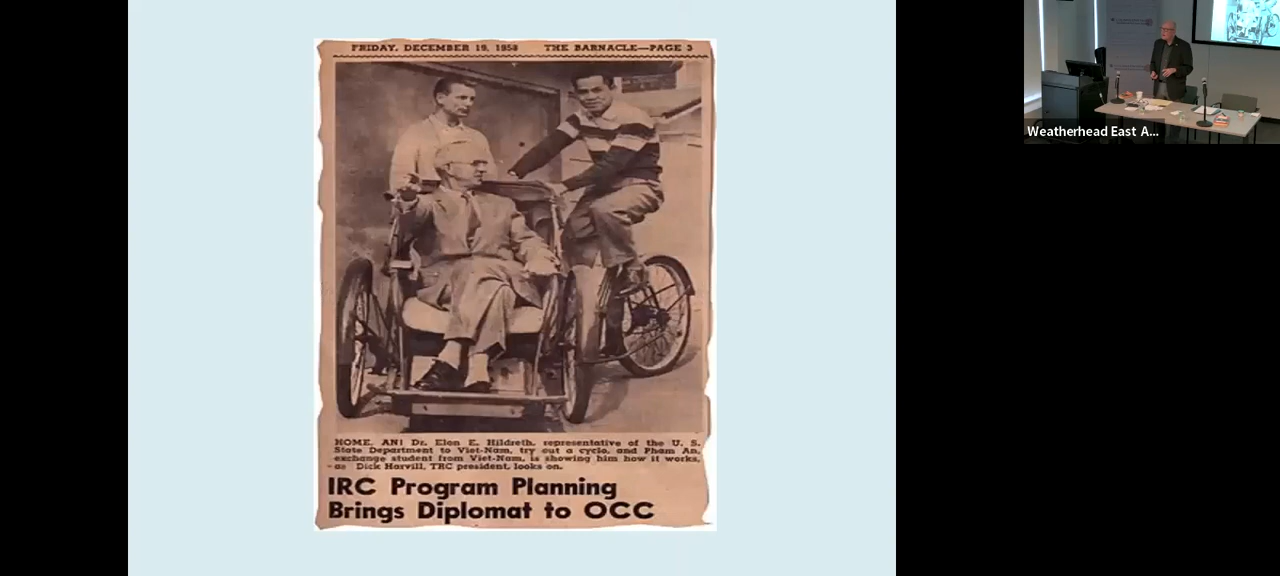 FRIDAY, DECEMBER 19, 1958 THE BARNACLE—PAGE 3
HOME, AN! Dr. Elon E. Hildreth, representative of the U. S.
State Department to Viet-Nam, try out a cyclo, and Pham An,
exchange student from Viet-Nam, is showing him how it works,
as Dick Harvill, TRC president, looks on.
IRC Program Planning
Brings Diplomat to OCC
Weatherhead East A...